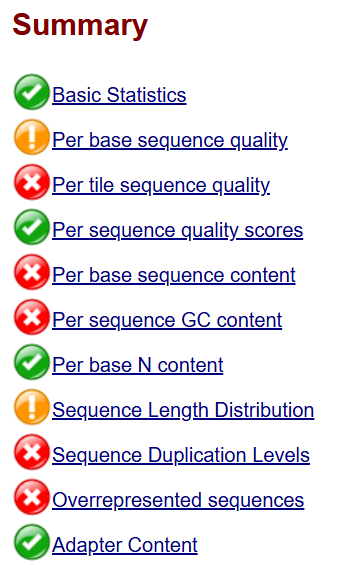 Summary
Basic Statistics
Per base sequence quality
Per tile sequence quality
Per sequence quality scores
Per base sequence content
Per sequence GC content
Per base N content
Sequence Length Distribution
Sequence Duplication Levels
Overrepresented sequences
Adapter Content